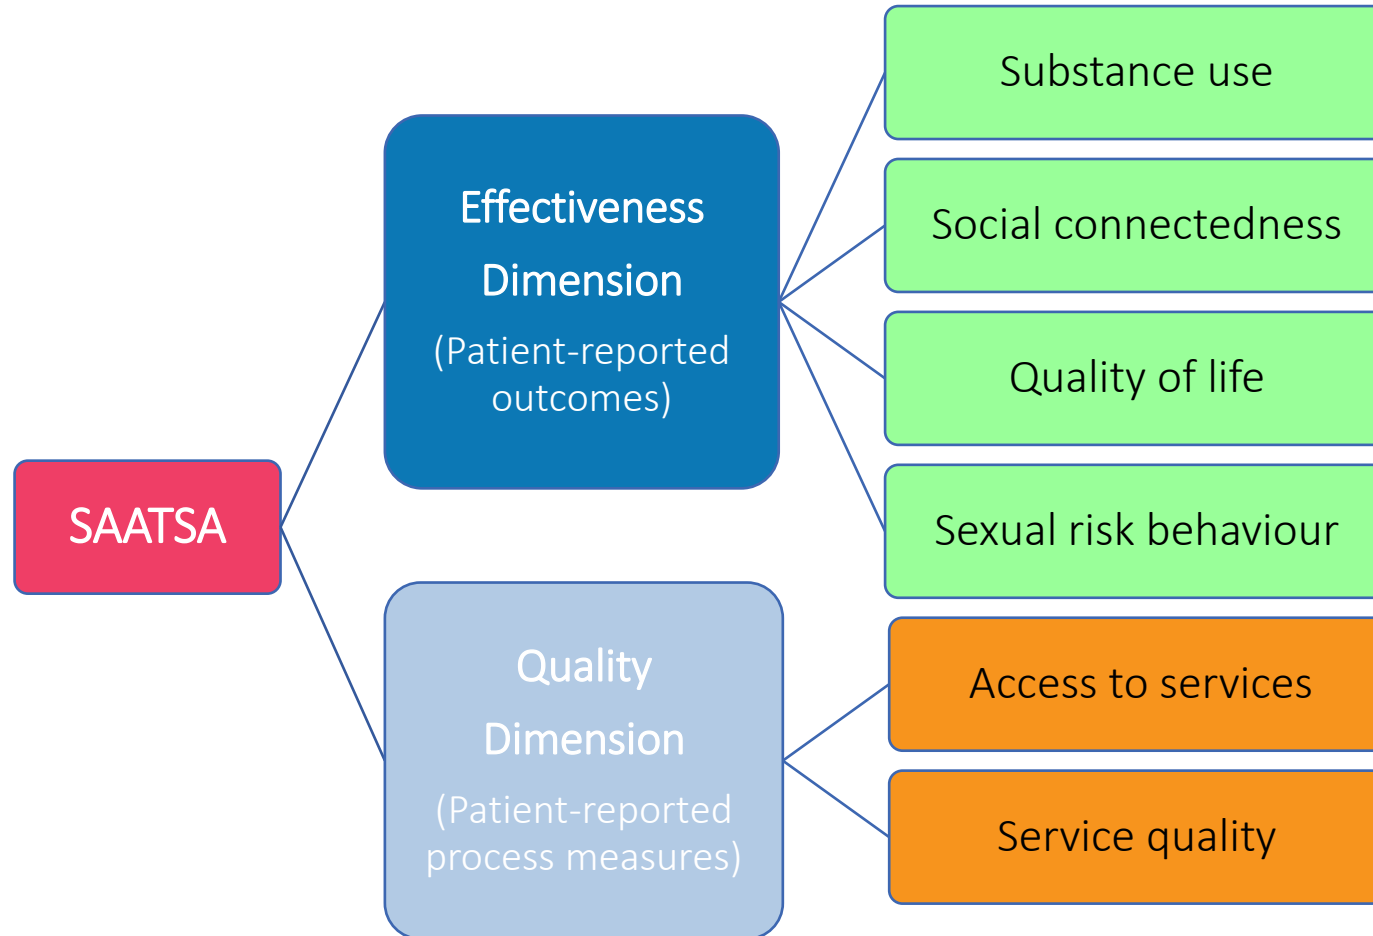 SAATSA
Effectiveness
Dimension
(Patient-reported
outcomes)
Substance use
Social connectedness
Quality of life
Sexual risk behaviour
Quality
Dimension
(Patient-reported
process measures)
Access to services
Service quality